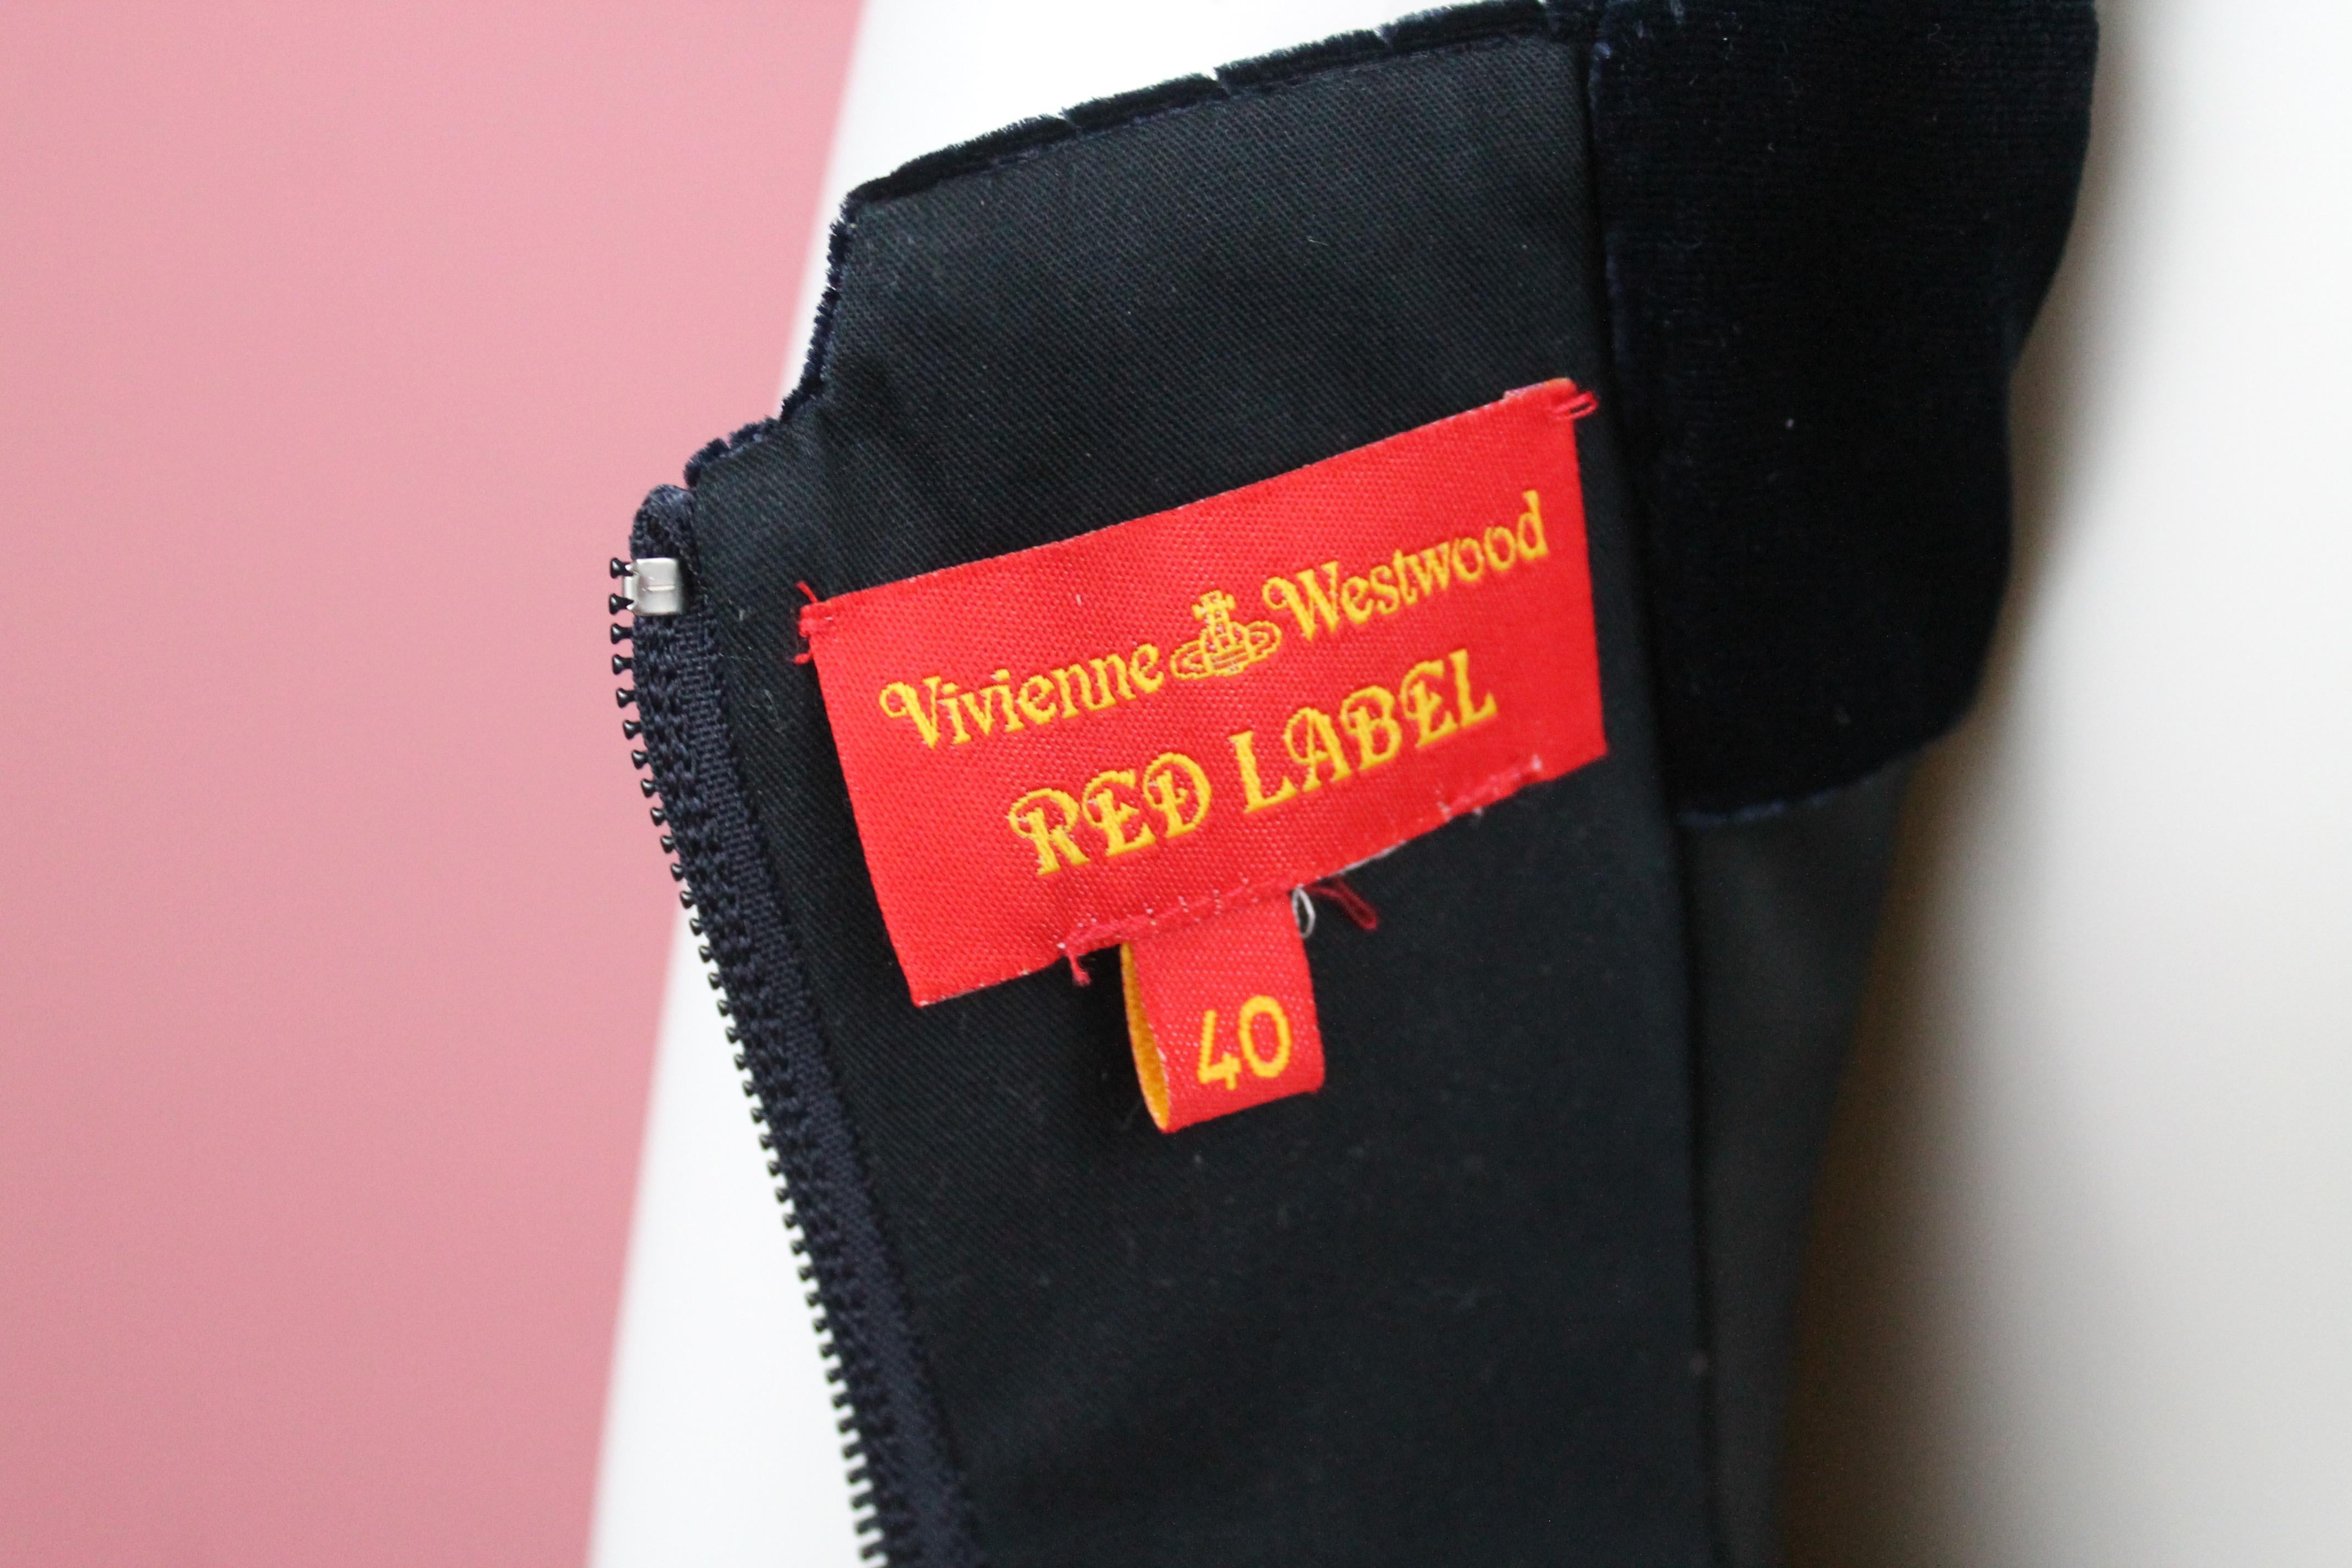 Vivienne Westwood
RED LABEL
40